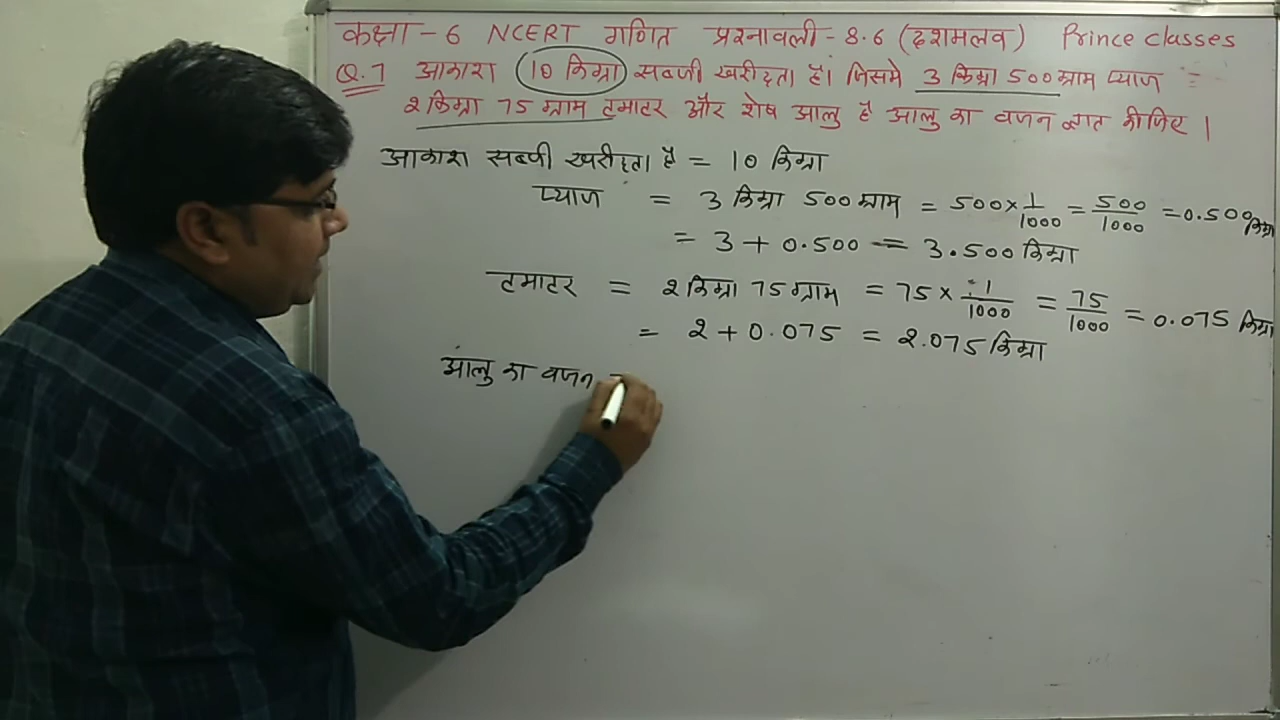 कक्षा - 6 NCERT गणित प्रश्नावली - 8.6 (दशमलव) Prince classes
Q.7 आकाश 10 किग्रा सब्जी खरीदता है। जिसमे 3 किग्रा 500 ग्राम प्याज
2 किग्रा 75 ग्राम टमाटर और शेष आलु है आलु का वजन ज्ञात कीजिए।
आकाश सब्जी खरीदता है = 10 किग्रा
प्याज = 3 किग्रा 500 ग्राम = 500 × 1/1000 = 500/1000 = 0.500 किग्रा
= 3 + 0.500 = 3.500 किग्रा
टमाटर = 2 किग्रा 75 ग्राम = 75 × 1/1000 = 75/1000 = 0.075 किग्रा
= 2 + 0.075 = 2.075 किग्रा
आलु का वजन =